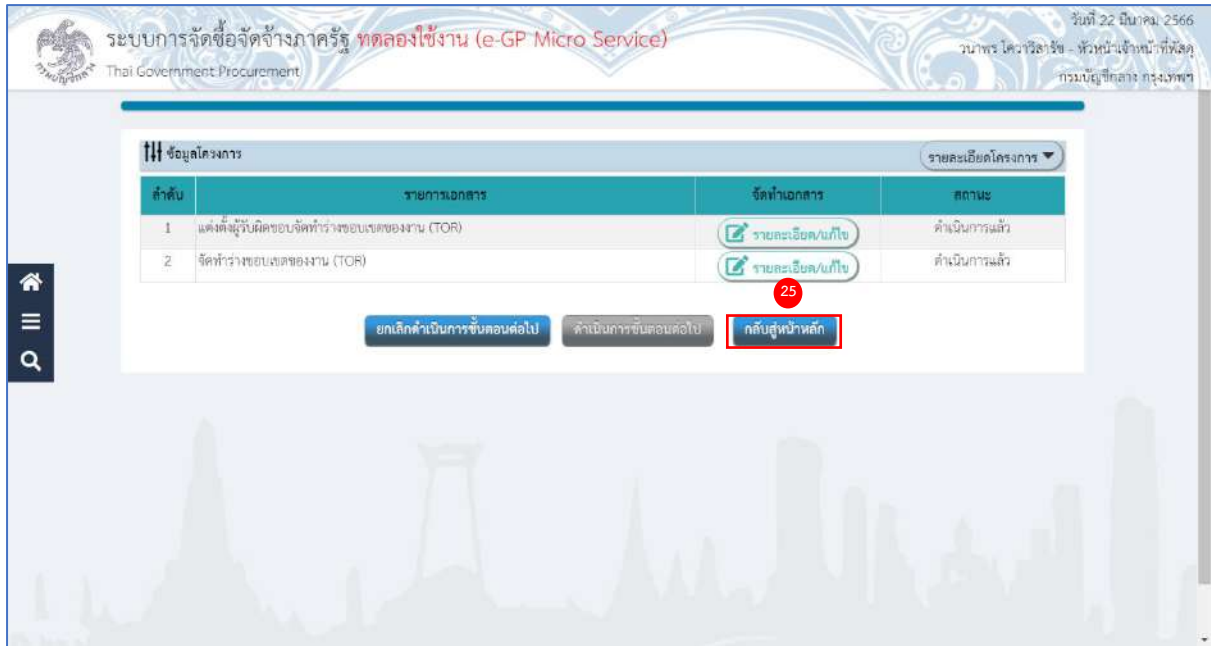 วันที่ 22 มีนาคม 2566
ระบบการจัดซื้อจัดจ้างภาครัฐ ทดลองใช้งาน (e-GP Micro Service)
วนาพร โควาวิสารัช - หัวหน้าเจ้าหน้าที่พัสดุ
Thai Government Procurement
กรมบัญชีกลาง กรุงเทพฯ
กรมบัญชีกลาง
ข้อมูลโครงการ รายละเอียดโครงการ
ลำดับ รายการเอกสาร จัดทำเอกสาร สถานะ
1 แต่งตั้งผู้รับผิดชอบจัดทำร่างขอบเขตของงาน (TOR) รายละเอียด/แก้ไข ดำเนินการแล้ว
2 จัดทำร่างขอบเขตของงาน (TOR) รายละเอียด/แก้ไข ดำเนินการแล้ว
25
ยกเลิกดำเนินการขั้นตอนต่อไป ดำเนินการขั้นตอนต่อไป กลับสู่หน้าหลัก